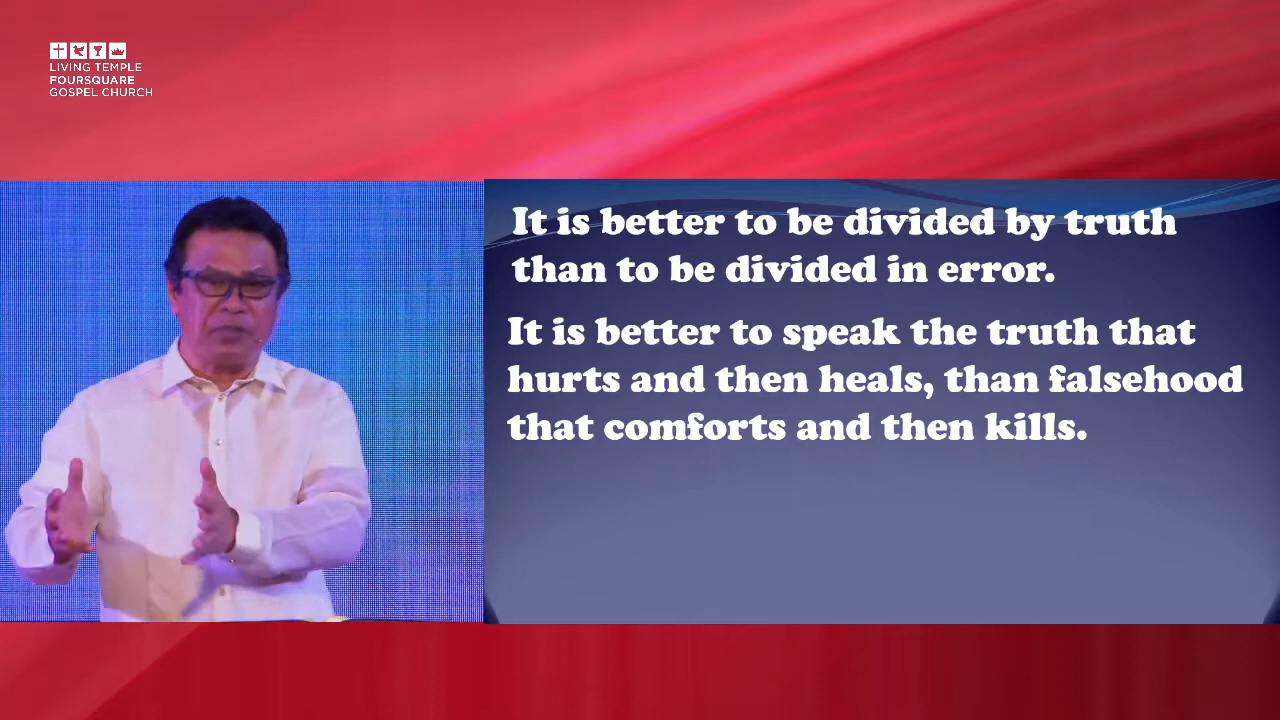 LIVING TEMPLE
FOURSQUARE
GOSPEL CHURCH
It is better to be divided by truth
than to be divided in error.
It is better to speak the truth that
hurts and then heals, than falsehood
that comforts and then kills.